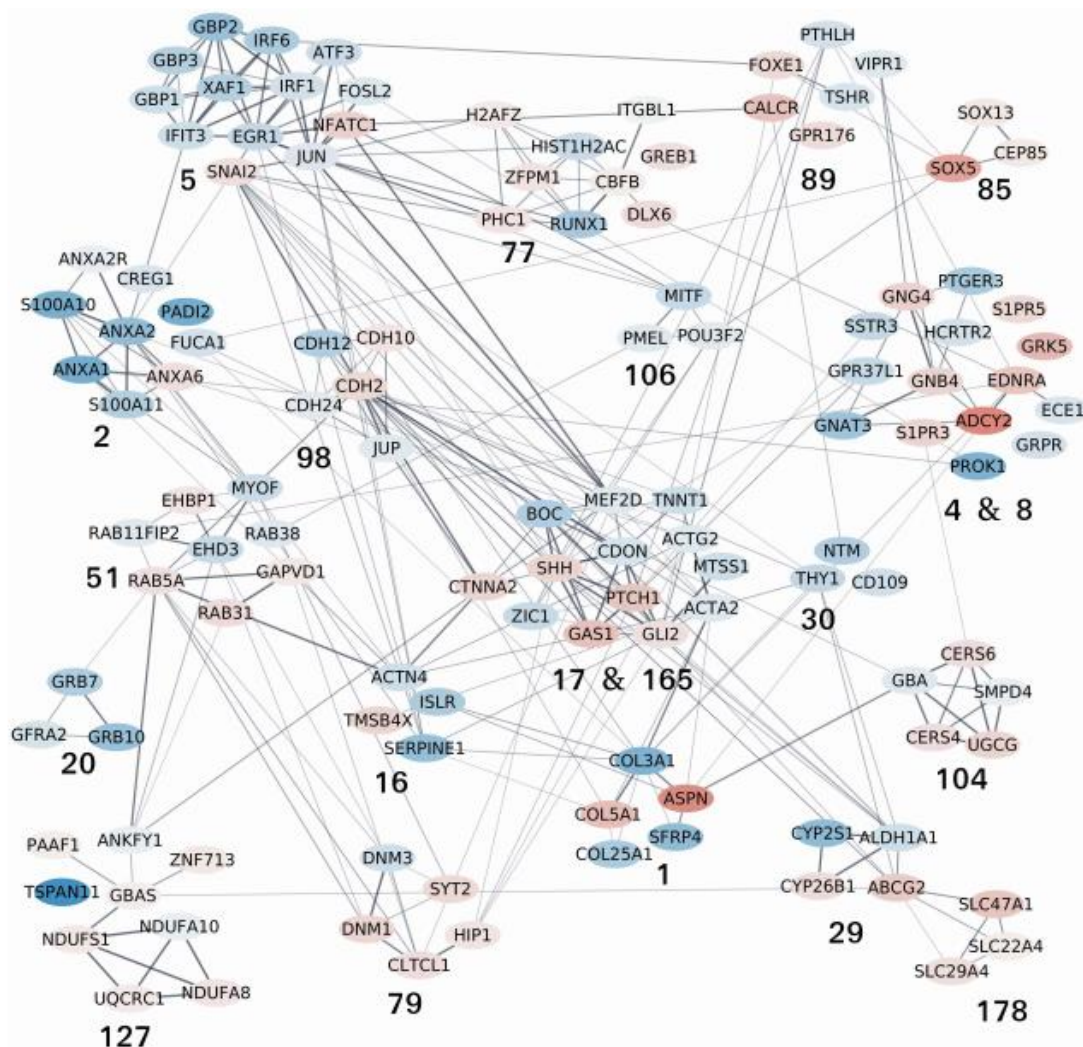 GBP2
IRF6
ATF3
PTHLH
GBP3
FOXE1
VIPR1
XAF1
IRF1
GBP1
FOSL2
TSHR
IFIT3
EGR1
NFATC1
H2AFZ
ITGBL1
CALCR
SOX13
JUN
HIST1H2AC
GPR176
SNAI2
GREB1
CEP85
5
ZFPM1
CBFB
89
SOX5
85
PHC1
RUNX1
DLX6
77
ANXA2R
CREG1
S100A10
PADI2
MITF
PTGER3
GNG4
S1PR5
ANXA2
FUCA1
CDH12
CDH10
PMEL
POU3F2
SSTR3
HCRTR2
GRK5
ANXA1
ANXA6
CDH2
106
GPR37L1
GNB4
EDNRA
S100A11
CDH24
ECE1
2
GNAT3
S1PR3
ADCY2
98
JUP
GRPR
PROK1
MYOF
EHBP1
MEF2D
TNNT1
4 & 8
RAB11FIP2
RAB38
BOC
EHD3
CDON
ACTG2
NTM
51
RAB5A
GAPVD1
CTNNA2
SHH
MTSS1
THY1
CD109
RAB31
ZIC1
PTCH1
ACTA2
30
GAS1
GLI2
CERS6
GRB7
ACTN4
17 & 165
GBA
SMPD4
ISLR
TMSB4X
GFRA2
GRB10
SERPINE1
CERS4
UGCG
20
16
COL3A1
104
ASPN
COL5A1
SFRP4
CYP2S1
ALDH1A1
PAAF1
ANKFY1
ZNF713
DNM3
COL25A1
1
TSPAN11
GBAS
SYT2
CYP26B1
ABCG2
SLC47A1
NDUFS1
NDUFA10
DNM1
HIP1
29
SLC22A4
CLTCL1
SLC29A4
UQCRC1
NDUFA8
79
178
127